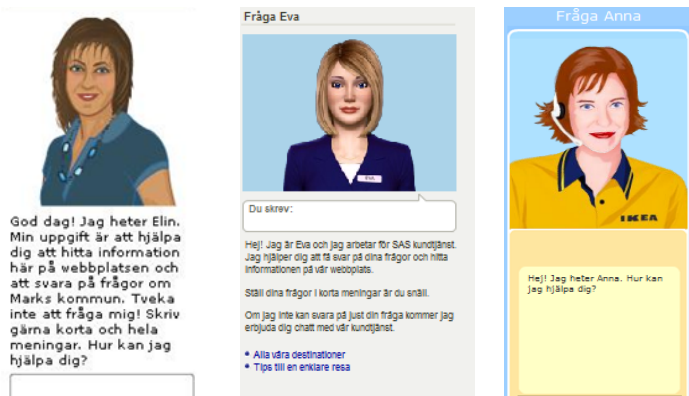 God dag! Jag heter Elin.
Min uppgift är att hjälpa
dig att hitta information
här på webbplatsen och
att svara på frågor om
Marks kommun. Tveka
inte att fråga mig! Skriv
gärna korta och hela
meningar. Hur kan jag
hjälpa dig?
Fråga Eva
EVA
Du skrev:
Hej! Jag är Eva och jag arbetar för SAS kundtjänst.
Jag hjälper dig att få svar på dina frågor och hitta
informationen på vår webbplats.
Ställ dina frågor i korta meningar är du snäll.
Om jag inte kan svara på just din fråga kommer jag
erbjuda dig chatt med vår kundtjänst.
• Alla våra destinationer
• Tips till en enklare resa
Fråga Anna
IKEA
Hej! Jag heter Anna. Hur kan
jag hjälpa dig?